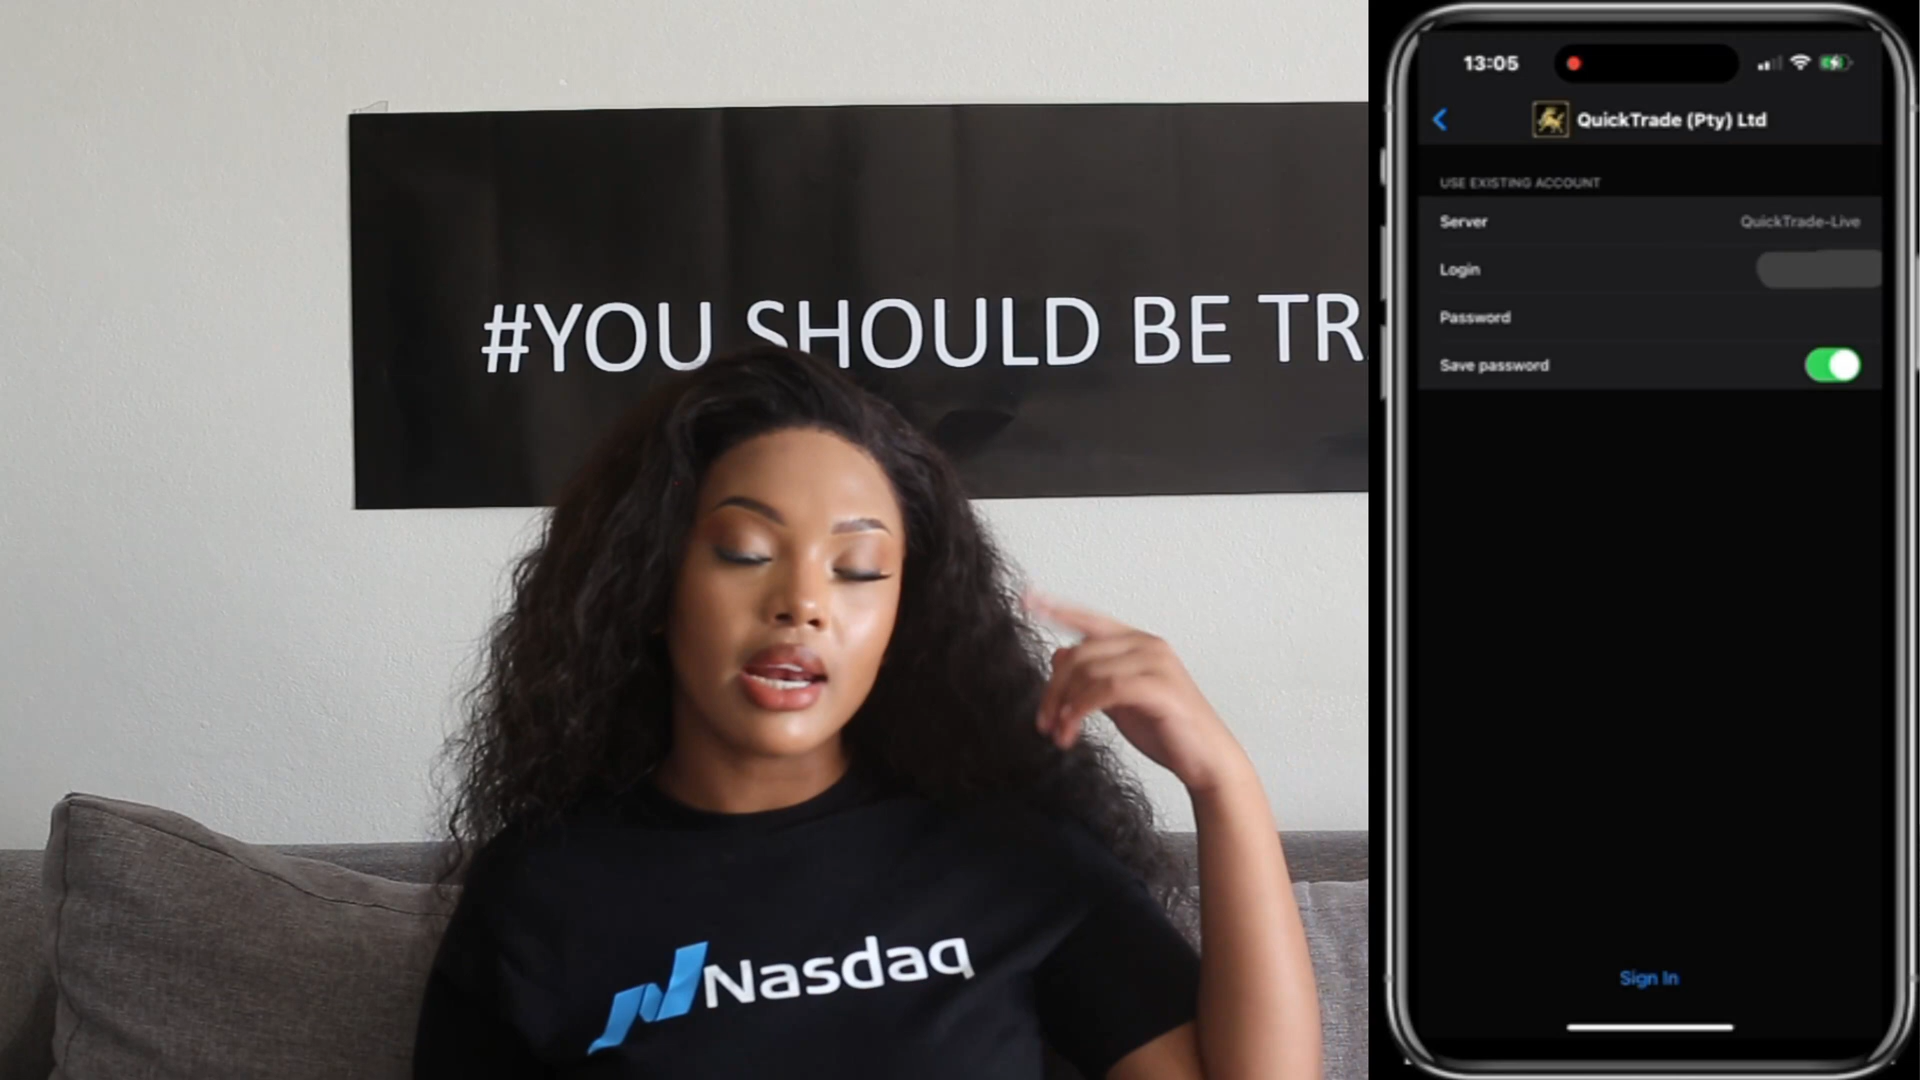 #YOU SHOULD BE TR
Nasdaq
13:05
QuickTrade (Pty) Ltd
USE EXISTING ACCOUNT
Server QuickTrade-Live
Login
Password
Save password
Sign In